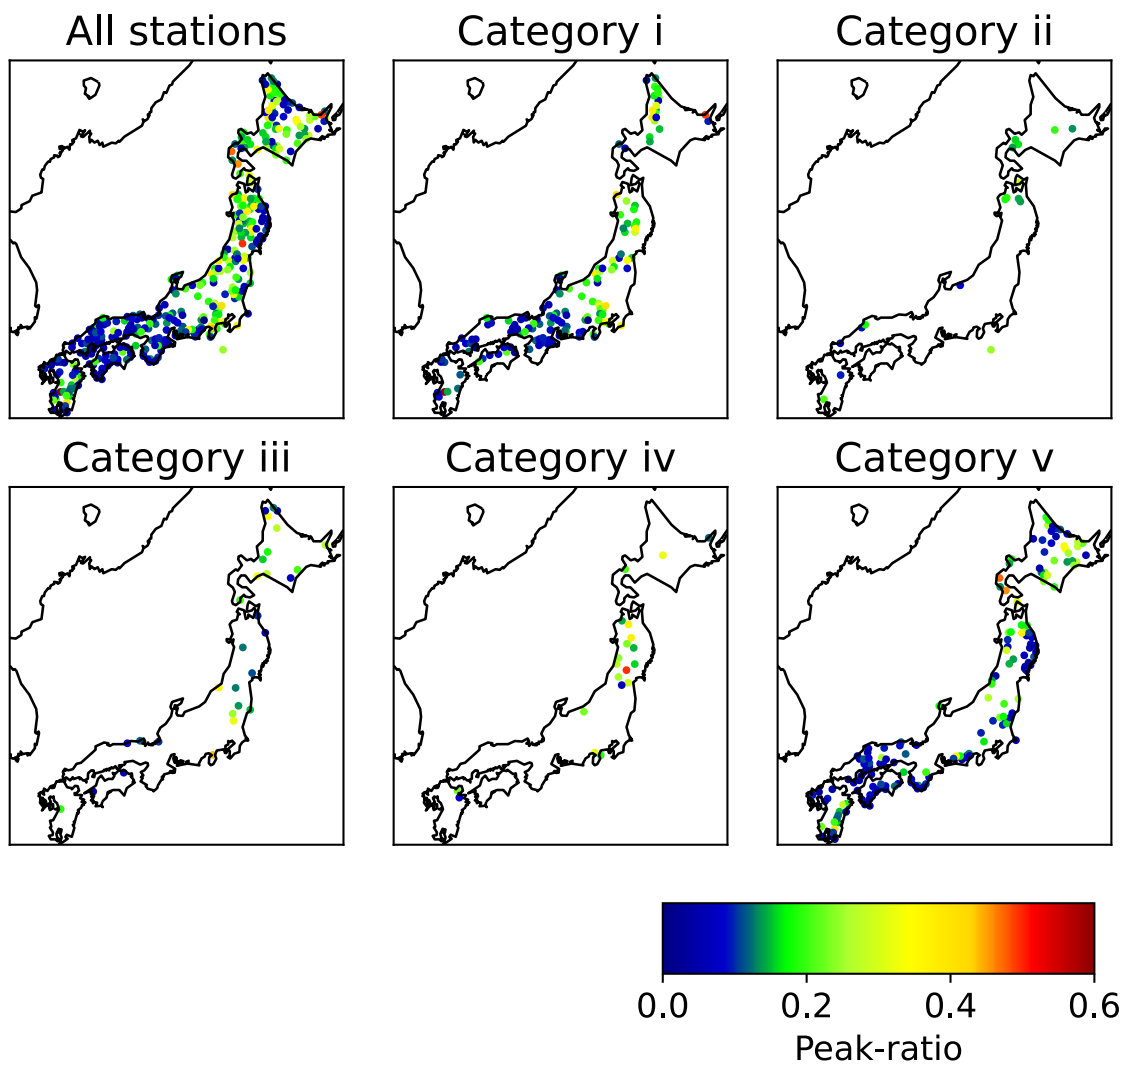 All stations
Category i
Category ii
Category iii
Category iv
Category v
0.0 0.2 0.4 0.6
Peak-ratio